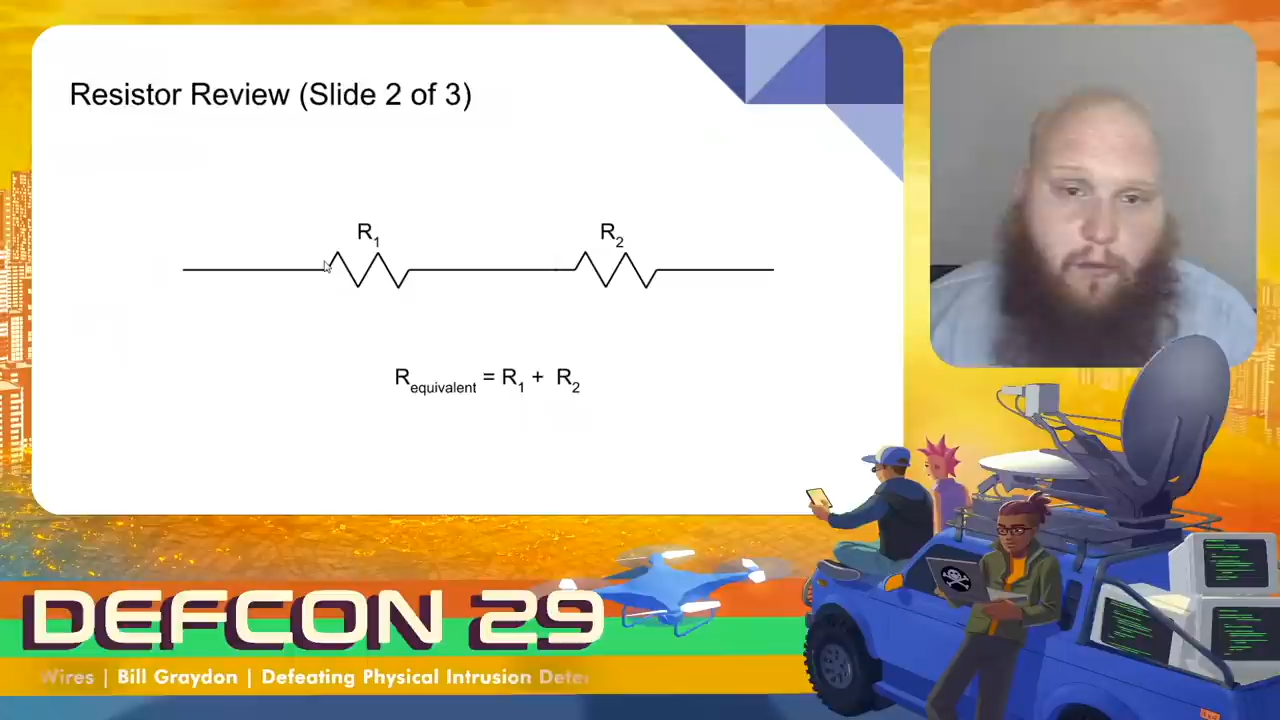 Resistor Review (Slide 2 of 3)
R1
R2
Requivalent = R1 + R2
DEFCON 29
Wires | Bill Graydon | Defeating Physical Intrusion